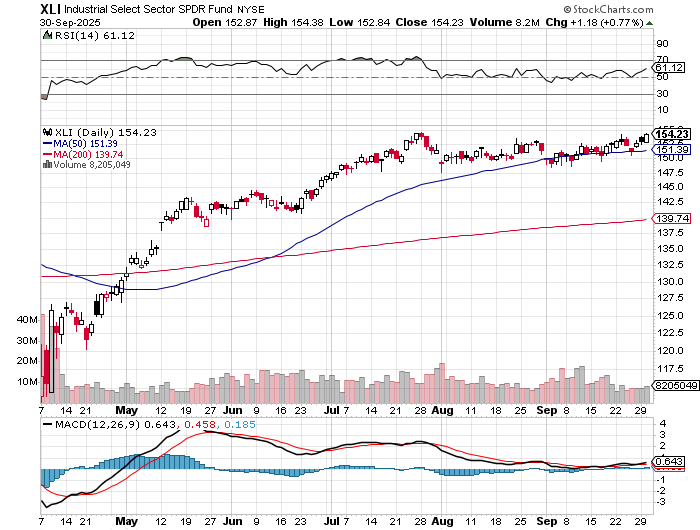 XLI Industrial Select Sector SPDR Fund NYSE © StockCharts.com
30-Sep-2025 Open 152.87 High 154.38 Low 152.84 Close 154.23 Volume 8.2M Chg +1.18 (+0.77%)
RSI(14) 61.12
90
70
61.12
50
30
10
XLI (Daily) 154.23
MA(50) 151.39
MA(200) 139.74
Volume 8,205,049
154.23
151.39
150.0
147.5
145.0
142.5
139.74
137.5
135.0
132.5
130.0
127.5
125.0
122.5
120.0
117.5
40M
30M
20M
10M
8205049
7 14 21 May 12 19 27 Jun 9 16 23 Jul 7 14 21 28 Aug 11 18 25 Sep 8 15 22 29
MACD(12,26,9) 0.643, 0.458, 0.185
4
3
2
1
0.643
-1
-2
-3
7 14 21 May 12 19 27 Jun 9 16 23 Jul 7 14 21 28 Aug 11 18 25 Sep 8 15 22 29